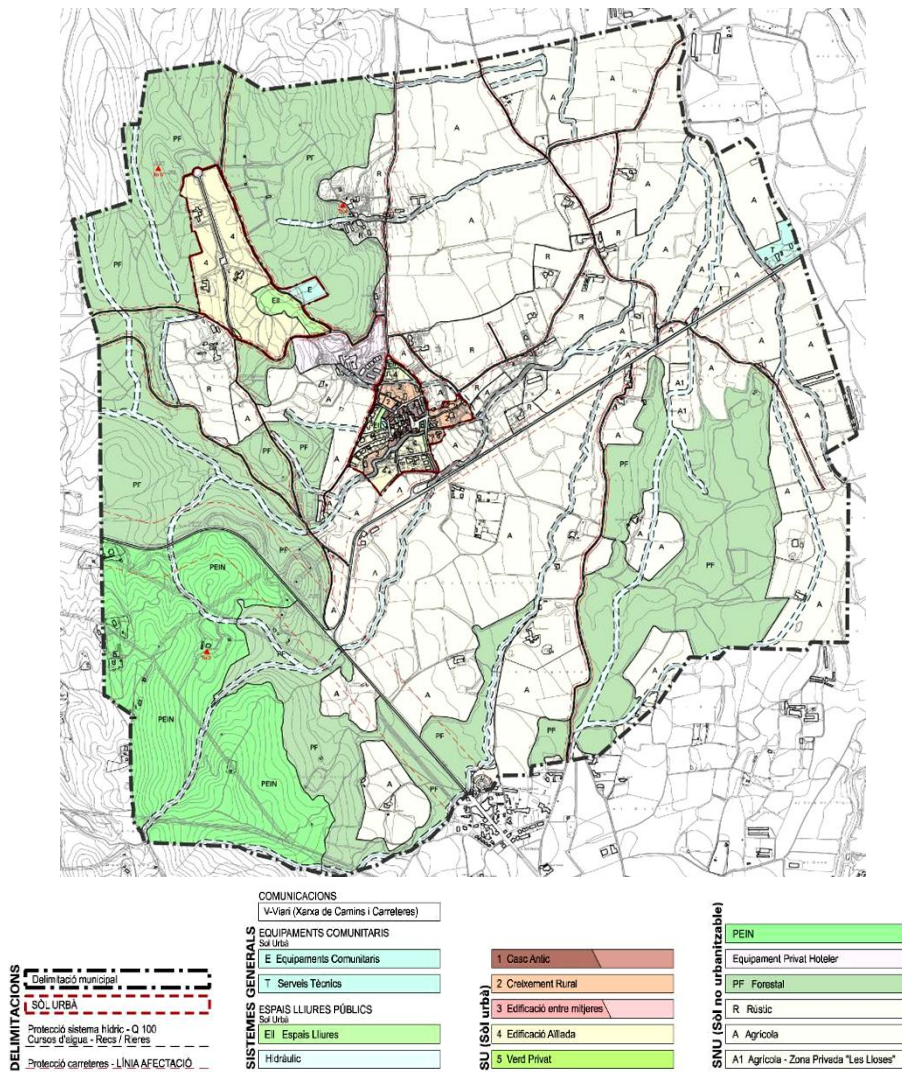 PF
PF
PF
4
4
Ell
E
R
R
R
R
R
R
R
A
A
A
A
A
A
A
A
A
A
T
A1
A1
PF
PF
PF
PF
PEIN
PEIN
PEIN
PF
PF
PF
PF
A
A
A
A
A
A
A
DELIMITACIONS
Delimitació municipal
SÒL URBÀ
Protecció sistema hídric - Q 100
Cursos d'aigua - Recs / Rieres
Protecció carreteres - LÍNIA AFECTACIÓ
SISTEMES GENERALS
COMUNICACIONS
V-Viari (Xarxa de Camins i Carreteres)
EQUIPAMENTS COMUNITARIS
Sòl Urbà
E Equipaments Comunitaris
T Serveis Tècnics
ESPAIS LLIURES PÚBLICS
Sòl Urbà
Ell Espais Lliures
Hidràulic
SU (Sòl urbà)
1 Casc Antic
2 Creixement Rural
3 Edificació entre mitjeres
4 Edificació Aïllada
5 Verd Privat
SNU (Sòl no urbanitzable)
PEIN
Equipament Privat Hoteler
PF Forestal
R Rústic
A Agrícola
A1 Agrícola - Zona Privada "Les Lloses"